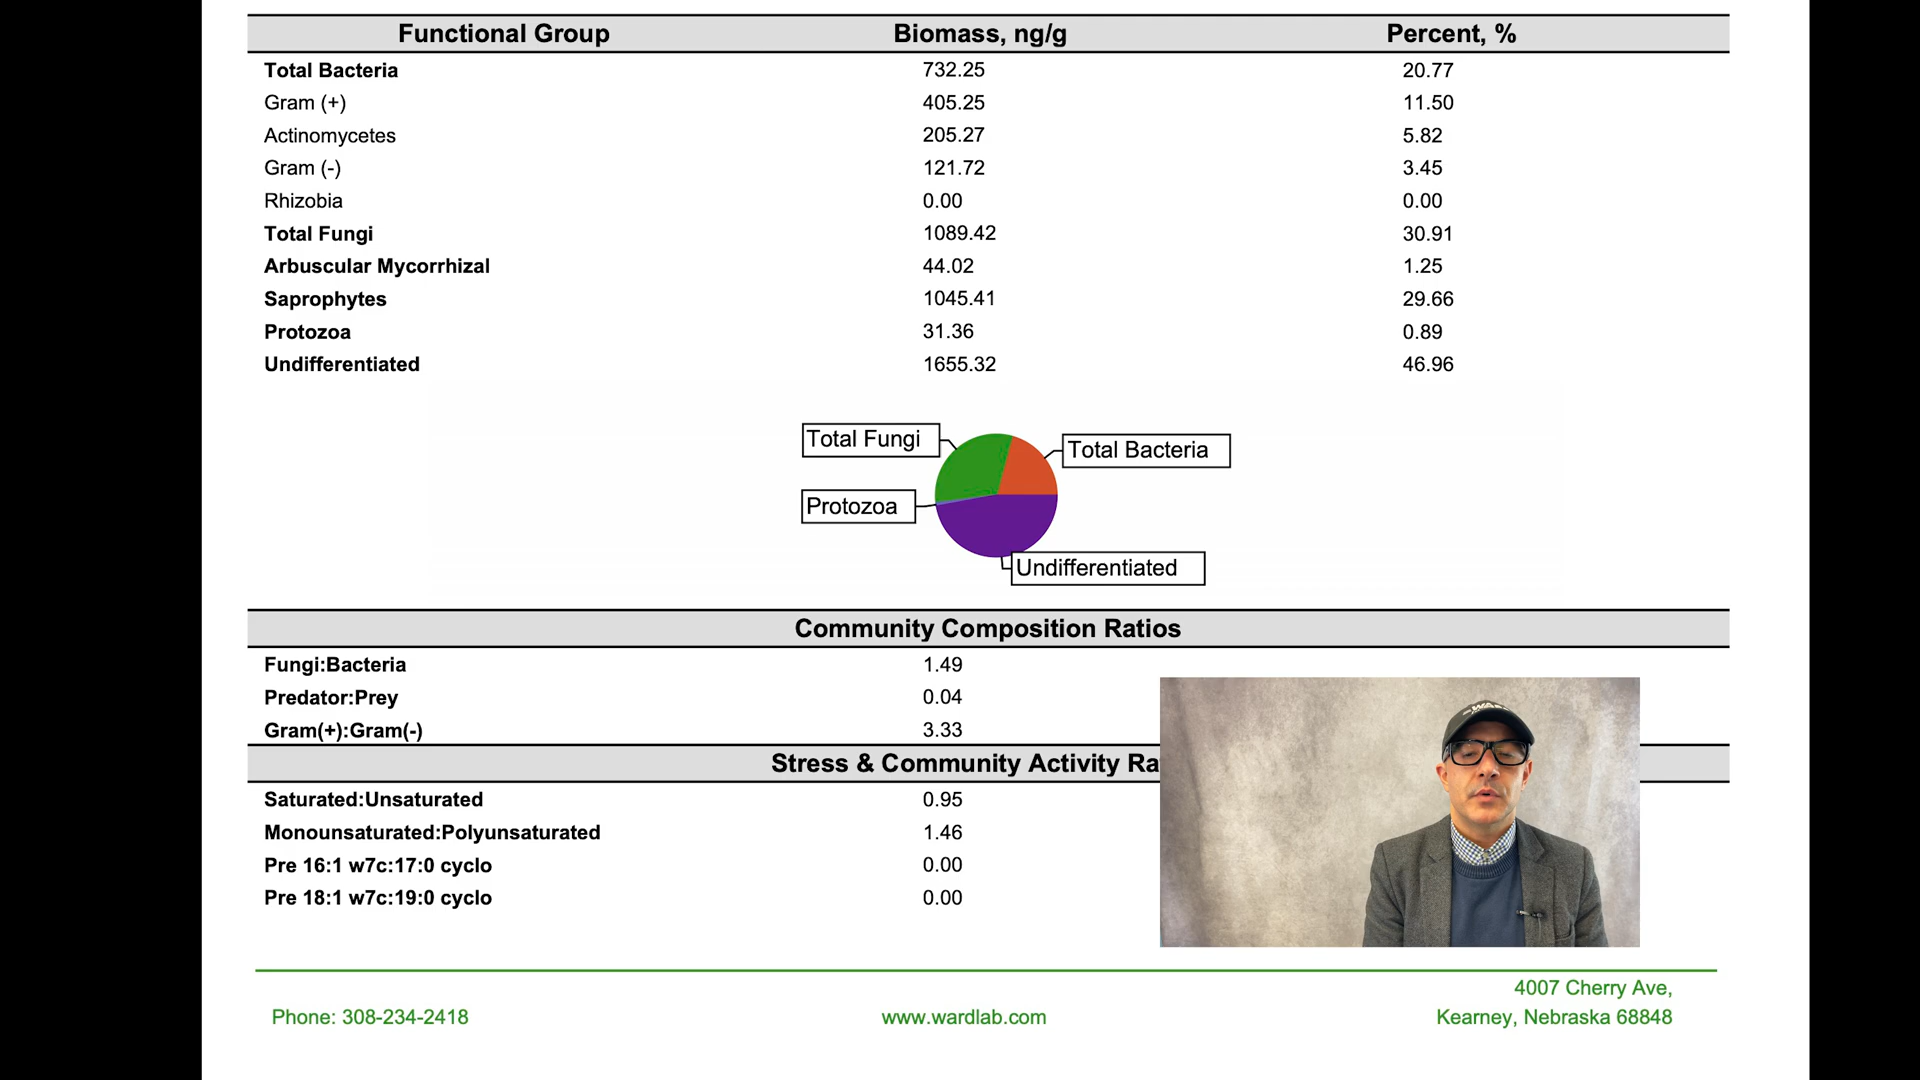 Functional Group Biomass, ng/g Percent, %
Total Bacteria 732.25 20.77
Gram (+) 405.25 11.50
Actinomycetes 205.27 5.82
Gram (-) 121.72 3.45
Rhizobia 0.00 0.00
Total Fungi 1089.42 30.91
Arbuscular Mycorrhizal 44.02 1.25
Saprophytes 1045.41 29.66
Protozoa 31.36 0.89
Undifferentiated 1655.32 46.96
Total Fungi
Total Bacteria
Protozoa
Undifferentiated
Community Composition Ratios
Fungi:Bacteria 1.49
Predator:Prey 0.04
Gram(+):Gram(-) 3.33
Stress & Community Activity Ra
Saturated:Unsaturated 0.95
Monounsaturated:Polyunsaturated 1.46
Pre 16:1 w7c:17:0 cyclo 0.00
Pre 18:1 w7c:19:0 cyclo 0.00
4007 Cherry Ave,
Phone: 308-234-2418 www.wardlab.com Kearney, Nebraska 68848